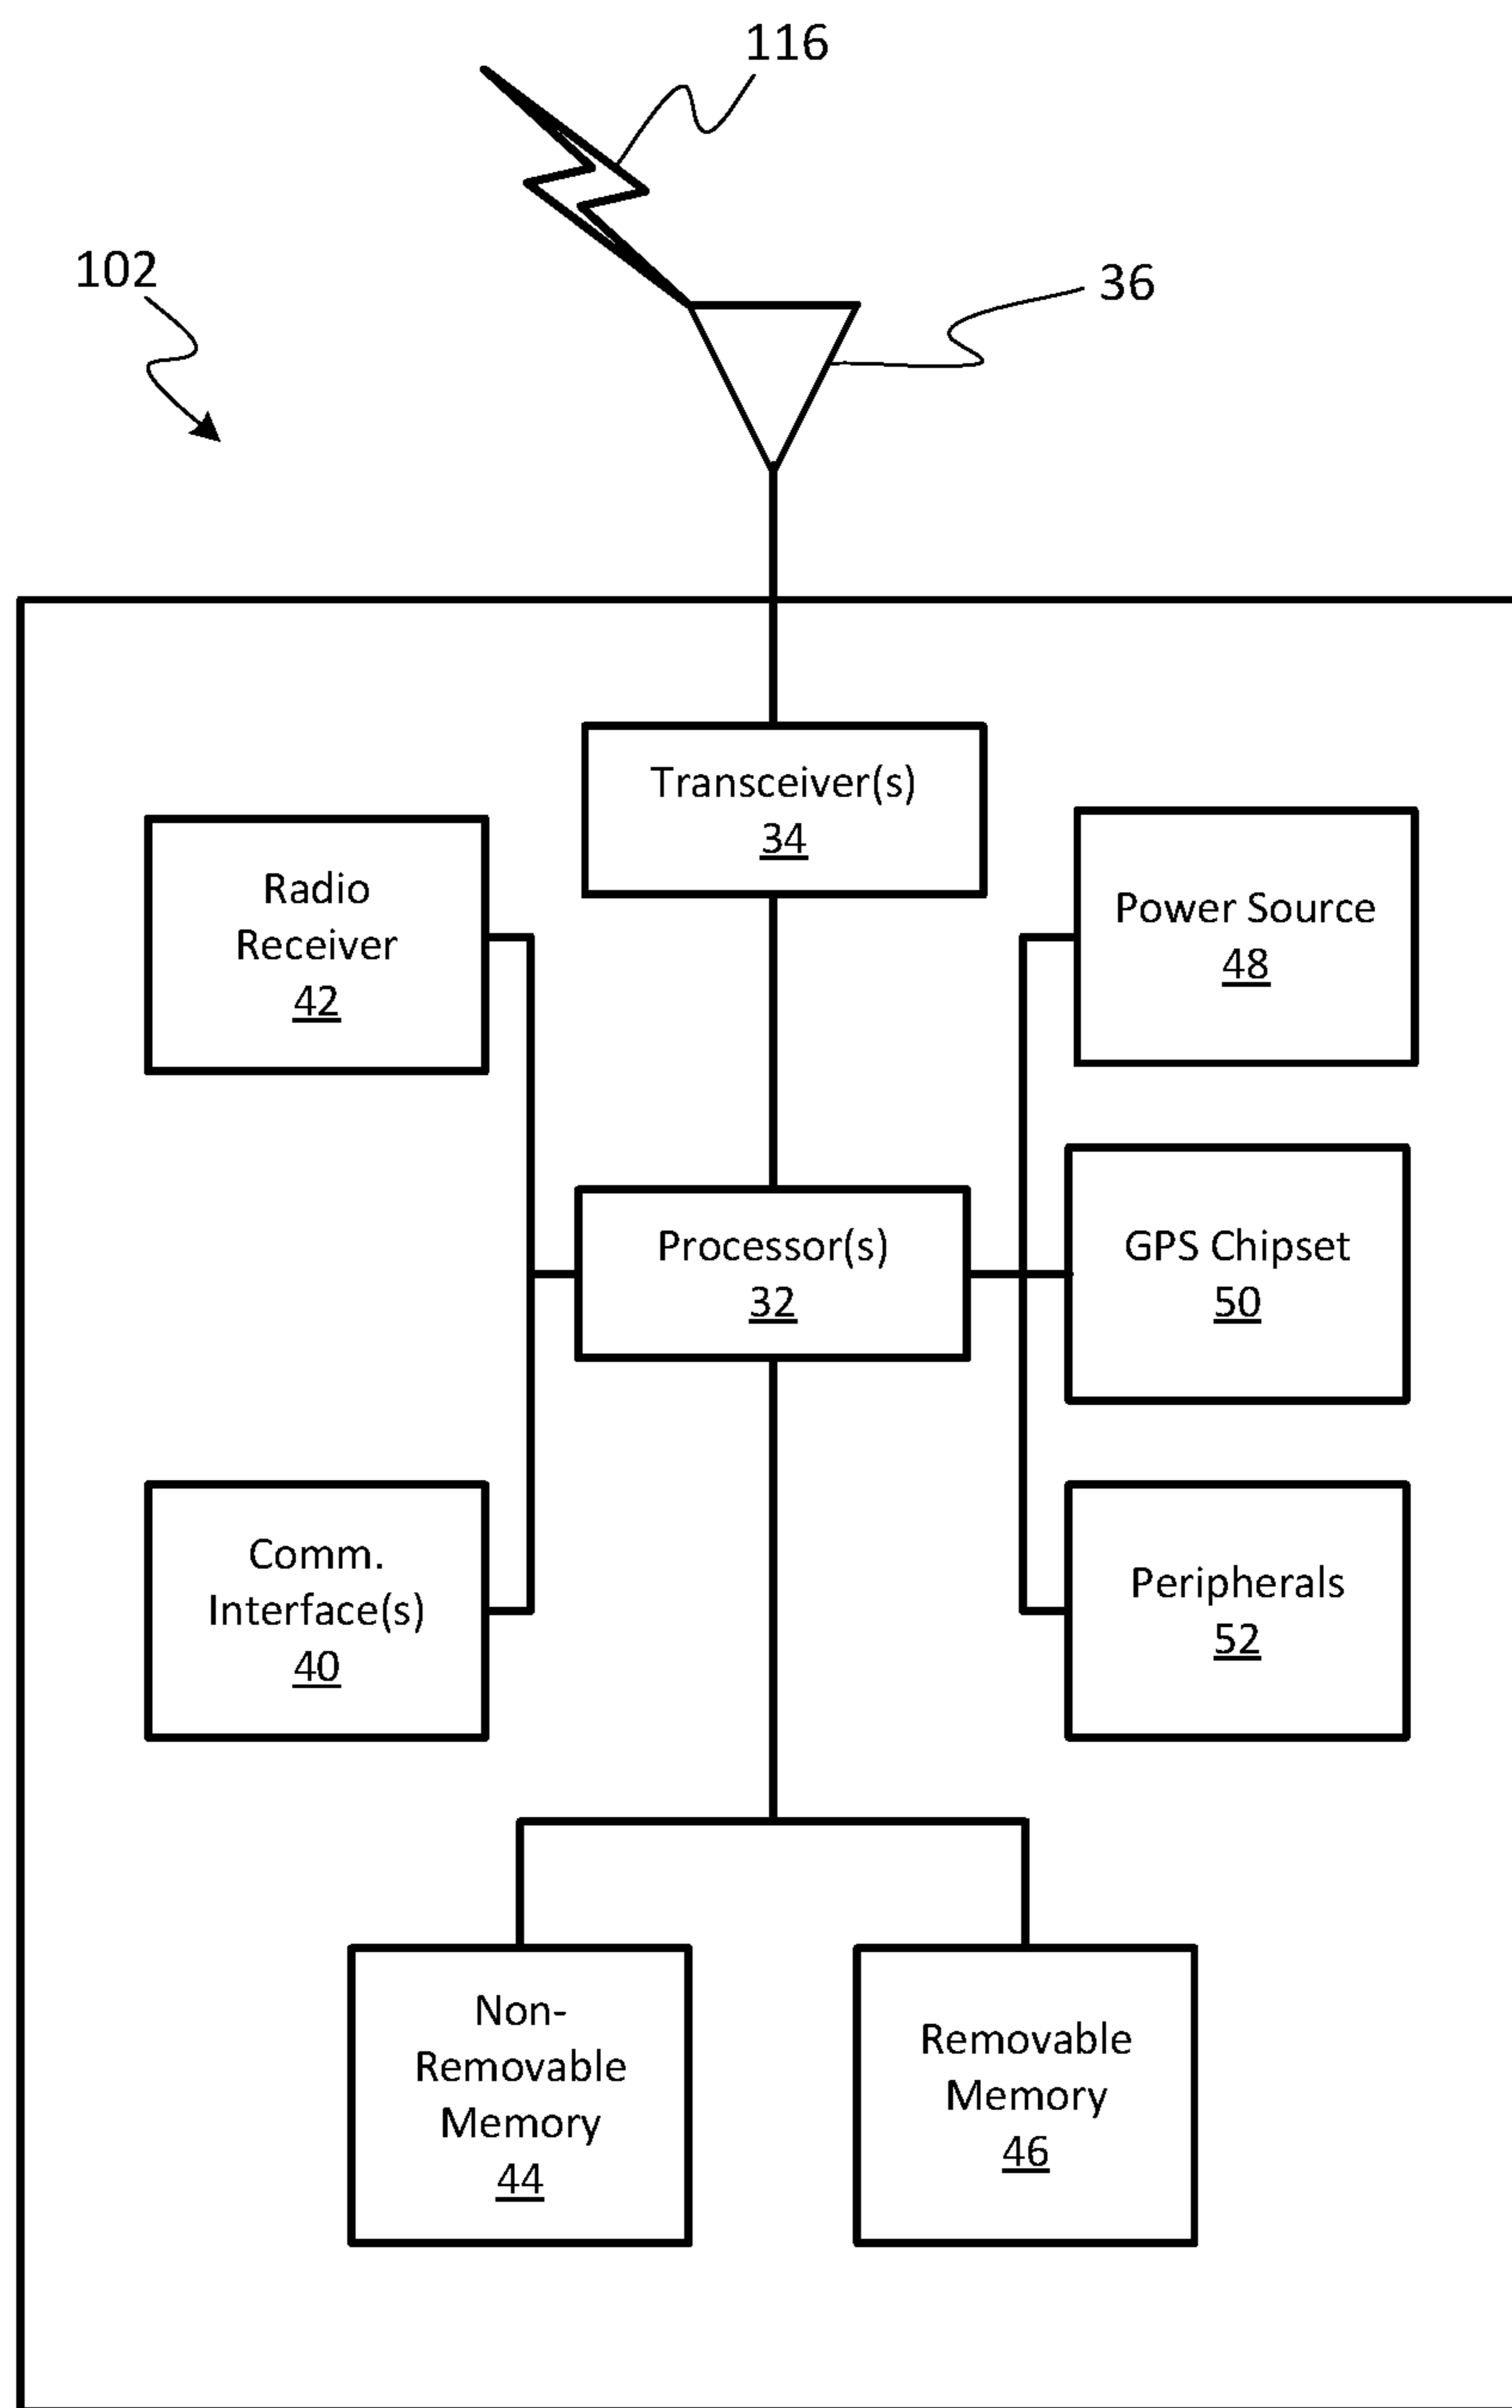 116
102
36
Transceiver(s)
34
Radio
Receiver
42
Power Source
48
Processor(s)
32
GPS Chipset
50
Comm.
Interface(s)
40
Peripherals
52
Non-
Removable
Memory
44
Removable
Memory
46